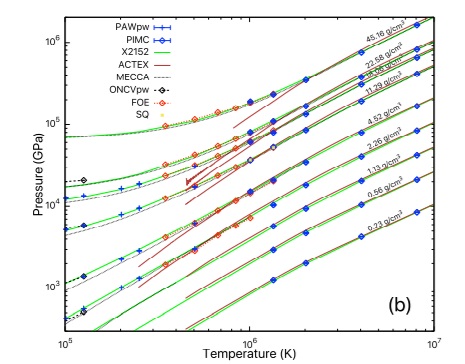 PAWpw
PIMC
X2152
ACTEX
MECCA
ONCVpw
FOE
SQ
45.16 g/cm³
22.58 g/cm³
11.29 g/cm³
4.52 g/cm³
2.26 g/cm³
1.13 g/cm³
0.56 g/cm³
0.23 g/cm³
(b)
Pressure (GPa)
10⁶
10⁵
10⁴
10³
10⁵
10⁶
10⁷
Temperature (K)